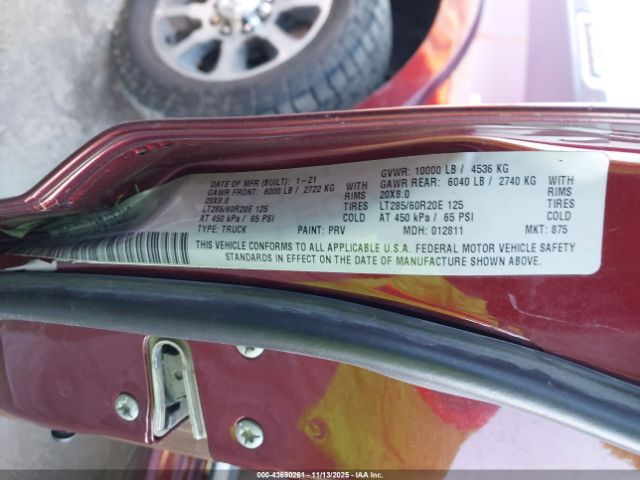 DATE OF MFR (BUILT): 1-21 GVWR: 10000 LB / 4536 KG
GAWR FRONT: 6000 LB / 2722 KG WITH GAWR REAR: 6040 LB / 2740 KG WITH
20X8.0 RIMS 20X8.0 RIMS
LT285/60R20E 125 TIRES LT285/60R20E 125 TIRES
AT 450 kPa / 65 PSI COLD AT 450 kPa / 65 PSI COLD
TYPE: TRUCK PAINT: PRV MDH: 012811 MKT: 875
THIS VEHICLE CONFORMS TO ALL APPLICABLE U.S.A. FEDERAL MOTOR VEHICLE SAFETY
STANDARDS IN EFFECT ON THE DATE OF MANUFACTURE SHOWN ABOVE.
000-43690261 - 11/13/2025 - IAAI.COM